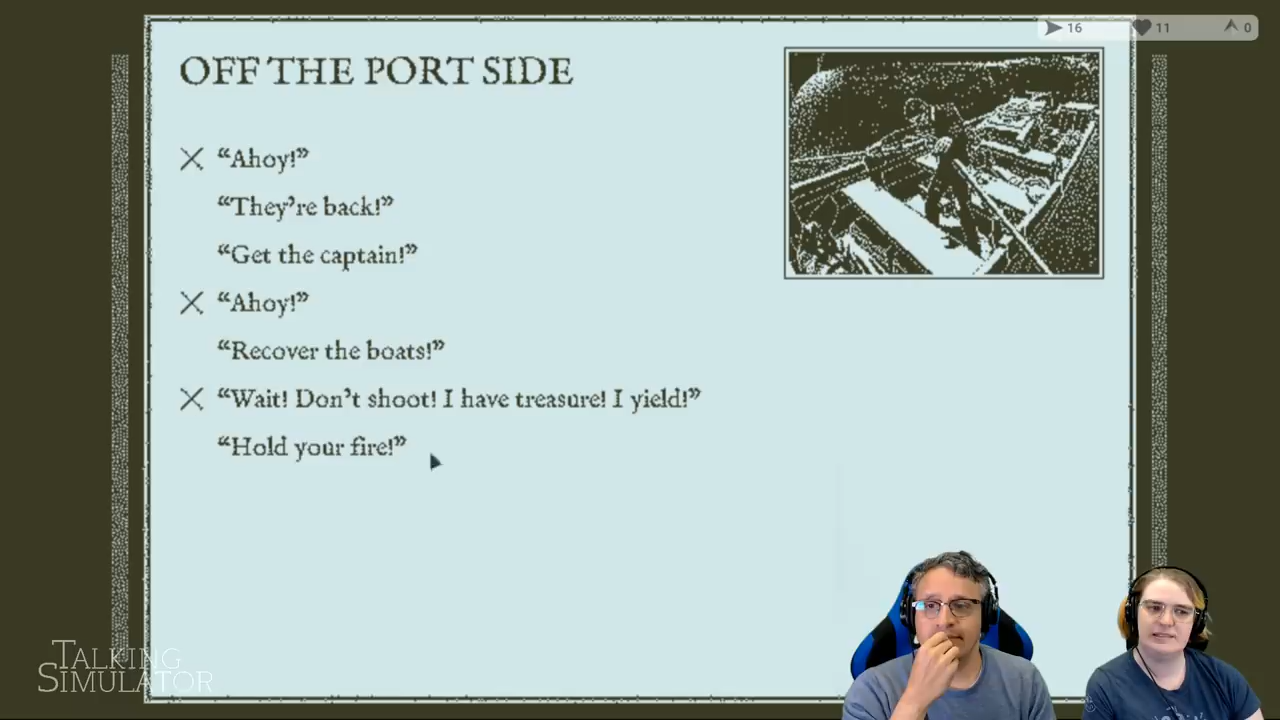 16
11
0
OFF THE PORT SIDE
“Ahoy!”
“They’re back!”
“Get the captain!”
“Ahoy!”
“Recover the boats!”
“Wait! Don’t shoot! I have treasure! I yield!”
“Hold your fire!”
TALKING
SIMULATOR